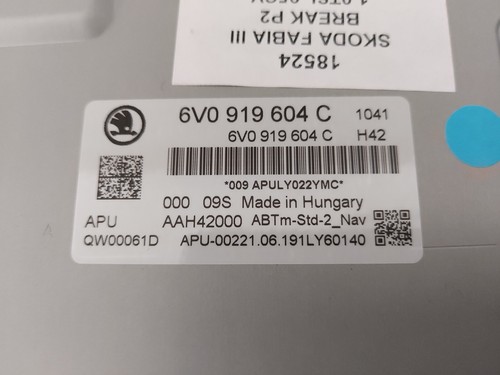 18524
SKODA FABIA III
BREAK P2
6V0 919 604 C 1041
6V0 919 604 C H42
*009 APULY022YMC*
000 09S Made in Hungary
APU AAH42000 ABTm-Std-2_Nav
QW00061D APU-00221.06.191LY60140